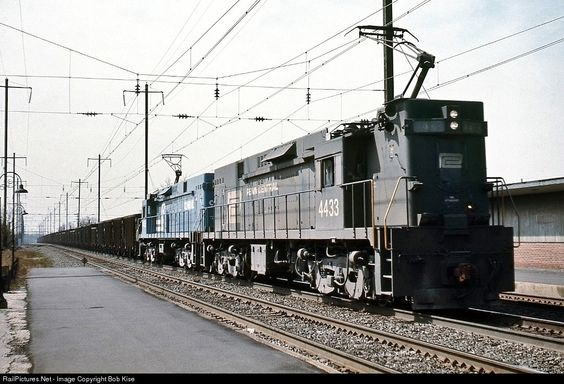 PENN CENTRAL
4433
RailPictures.Net - Image Copyright Bob Kise